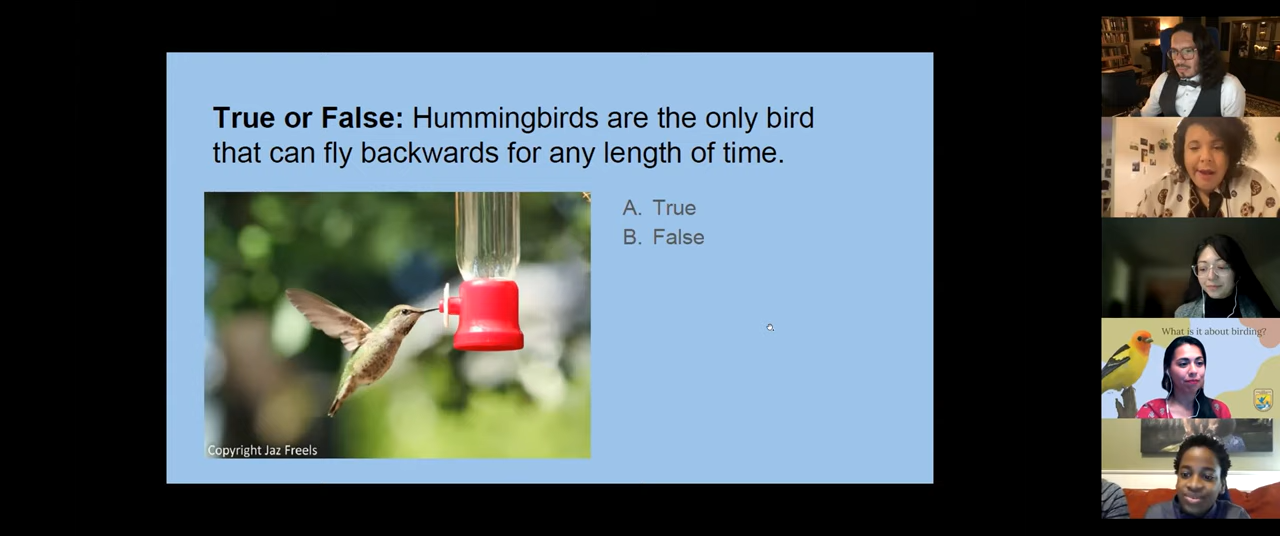 True or False: Hummingbirds are the only bird
that can fly backwards for any length of time.
A. True
B. False
Copyright Jaz Freels
What is it about birding?